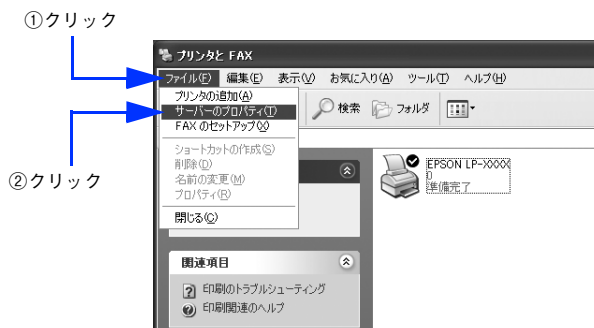 ①クリック
プリンタと FAX
ファイル(F) 編集(E) 表示(V) お気に入り(A) ツール(T) ヘルプ(H)
プリンタの追加(A)
サーバーのプロパティ(T)
FAX のセットアップ(X)
検索 フォルダ
ショートカットの作成(S)
削除(D)
名前の変更(M)
プロパティ(R)
閉じる(C)
②クリック
EPSON LP-XXXX
0
準備完了
関連項目
印刷のトラブルシューティング
印刷関連のヘルプ